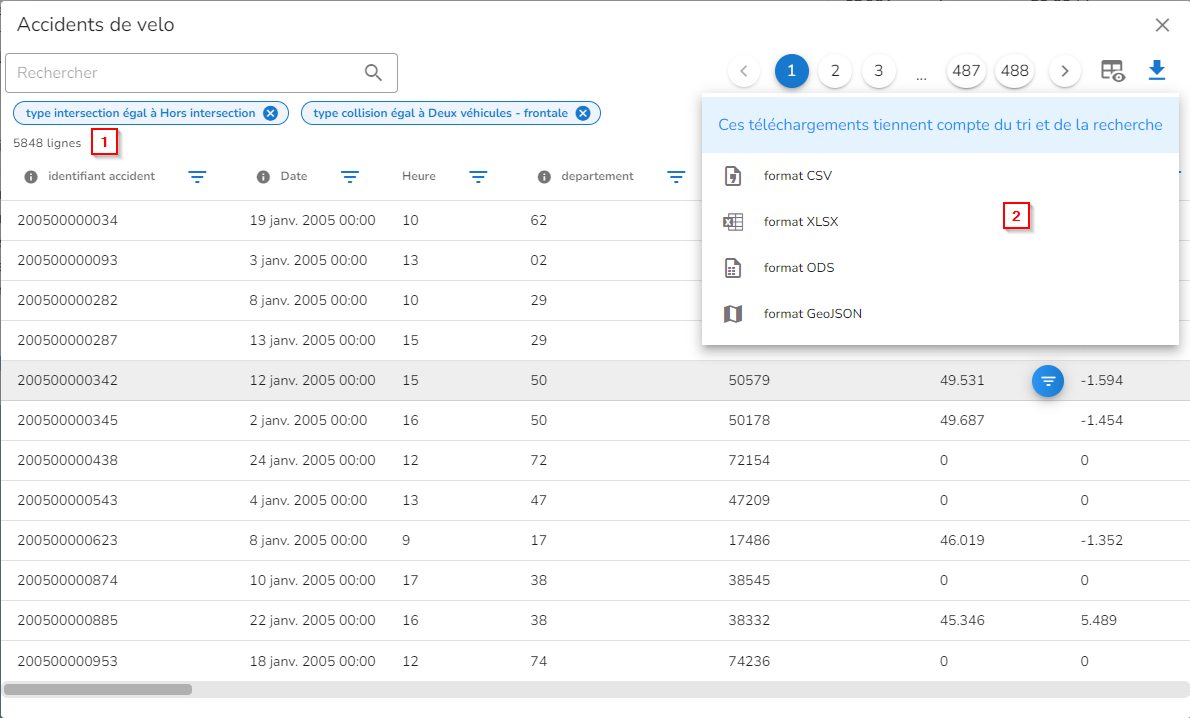 Accidents de velo
Rechercher
1 2 3 ... 487 488
type intersection égal à Hors intersection
type collision égal à Deux véhicules - frontale
5848 lignes
1
Ces téléchargements tiennent compte du tri et de la recherche
format CSV
format XLSX
2
format ODS
format GeoJSON
identifiant accident Date Heure departement
200500000034 19 janv. 2005 00:00 10 62
200500000093 3 janv. 2005 00:00 13 02
200500000282 8 janv. 2005 00:00 10 29
200500000287 13 janv. 2005 00:00 15 29
200500000342 12 janv. 2005 00:00 15 50 50579 49.531 -1.594
200500000345 2 janv. 2005 00:00 16 50 50178 49.687 -1.454
200500000438 24 janv. 2005 00:00 12 72 72154 0 0
200500000543 4 janv. 2005 00:00 13 47 47209 0 0
200500000623 8 janv. 2005 00:00 9 17 17486 46.019 -1.352
200500000874 10 janv. 2005 00:00 17 38 38545 0 0
200500000885 22 janv. 2005 00:00 16 38 38332 45.346 5.489
200500000953 18 janv. 2005 00:00 12 74 74236 0 0